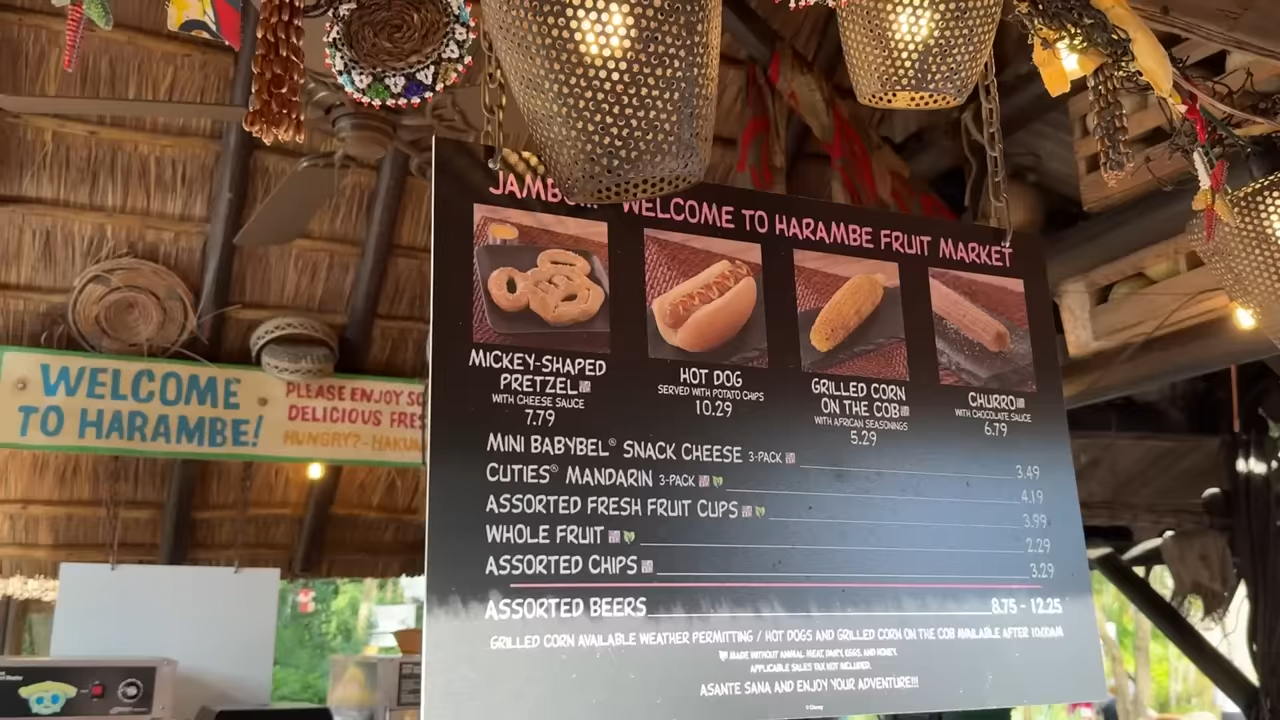 JAMB
WELCOME TO HARAMBE FRUIT MARKET
MICKEY-SHAPED
PRETZEL
WITH CHEESE SAUCE
7.79
HOT DOG
SERVED WITH POTATO CHIPS
10.29
GRILLED CORN
ON THE COB
WITH AFRICAN SEASONINGS
5.29
CHURRO
WITH CHOCOLATE SAUCE
6.79
MINI BABYBEL® SNACK CHEESE 3-PACK 3.49
CUTIES® MANDARIN 3-PACK 4.19
ASSORTED FRESH FRUIT CUPS 3.99
WHOLE FRUIT 2.29
ASSORTED CHIPS 3.29
ASSORTED BEERS 8.75 - 12.25
GRILLED CORN AVAILABLE WEATHER PERMITTING / HOT DOGS AND GRILLED CORN ON THE COB AVAILABLE AFTER 10:00AM
MADE WITHOUT ANIMAL MEAT, DAIRY, EGGS, AND HONEY.
APPLICABLE SALES TAX NOT INCLUDED.
ASANTE SANA AND ENJOY YOUR ADVENTURE!!!
© Disney
WELCOME
TO HARAMBE!
PLEASE ENJOY SO
DELICIOUS FRES
HUNGRY?-HAKUN